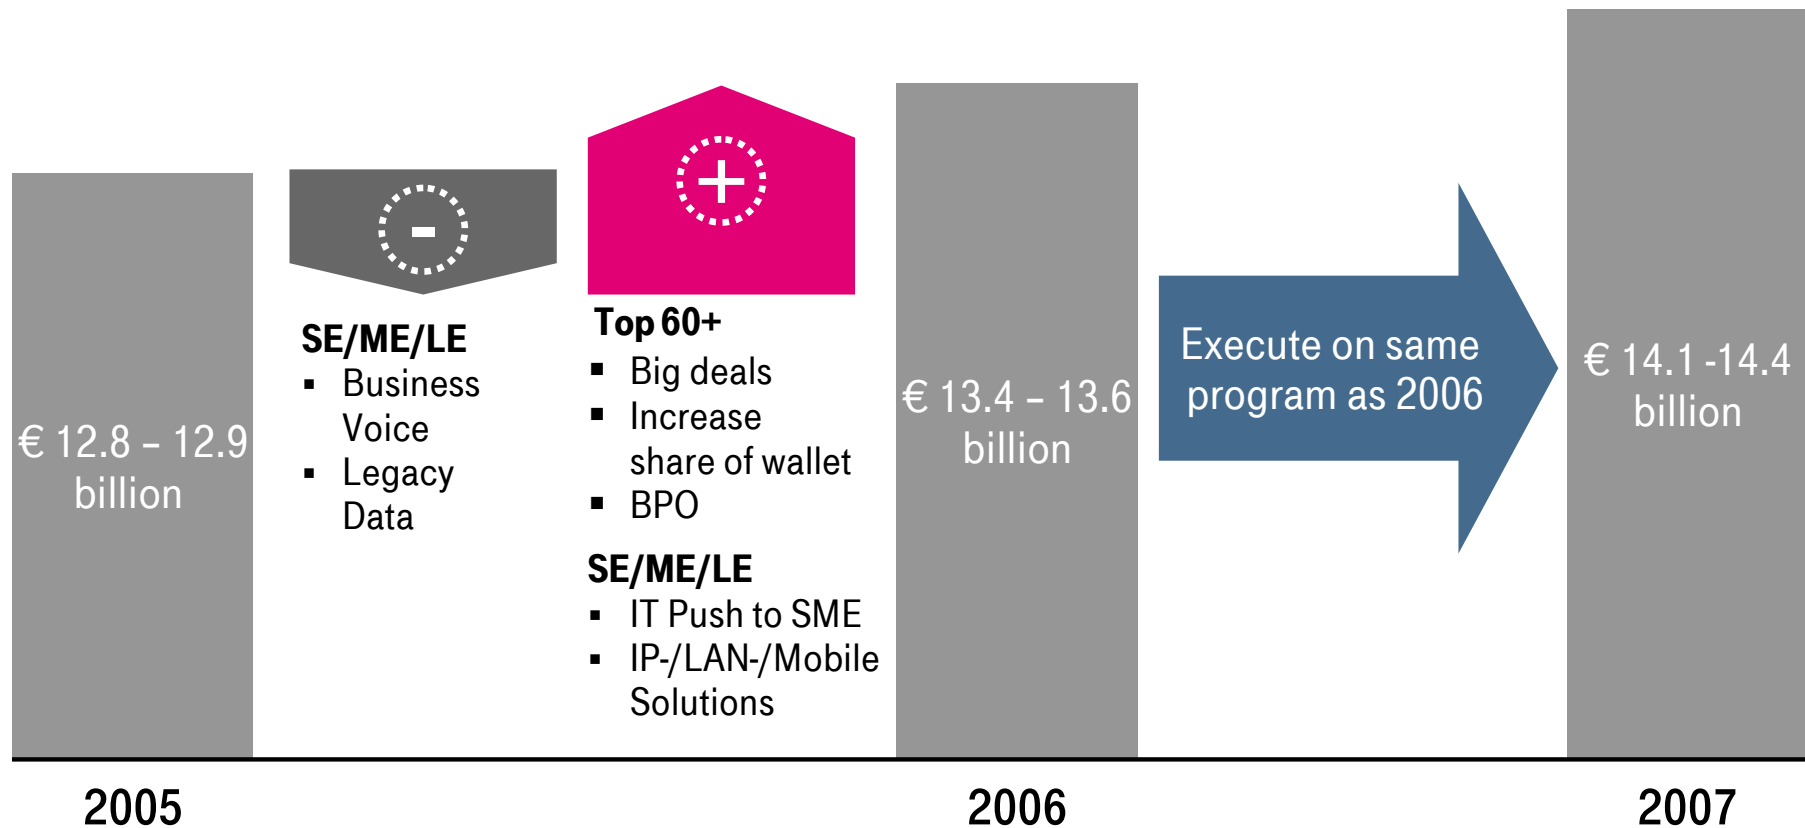 € 12.8 – 12.9
billion
-
SE/ME/LE
▪ Business
Voice
▪ Legacy
Data
+
Top 60+
▪ Big deals
▪ Increase
share of wallet
▪ BPO
SE/ME/LE
▪ IT Push to SME
▪ IP-/LAN-/Mobile
Solutions
€ 13.4 – 13.6
billion
Execute on same
program as 2006
€ 14.1 -14.4
billion
2005
2006
2007